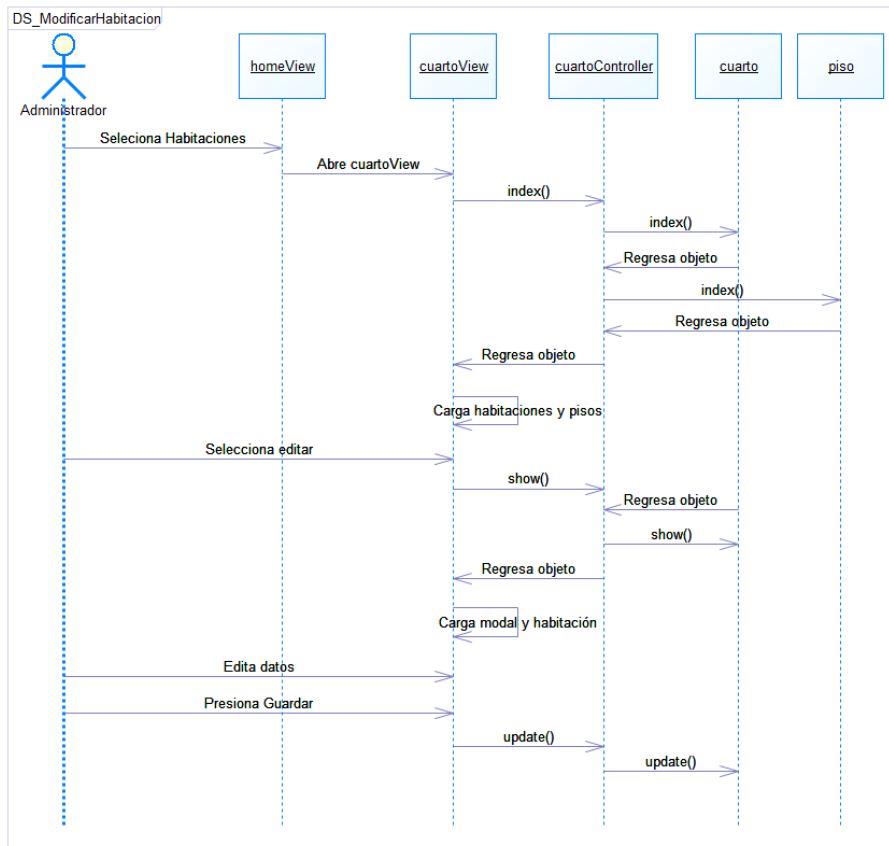 DS_ModificarHabitacion
Administrador
homeView
cuartoView
cuartoController
cuarto
piso
Seleciona Habitaciones
Abre cuartoView
index()
index()
Regresa objeto
index()
Regresa objeto
Regresa objeto
Carga habitaciones y pisos
Selecciona editar
show()
Regresa objeto
show()
Regresa objeto
Carga modal y habitación
Edita datos
Presiona Guardar
update()
update()